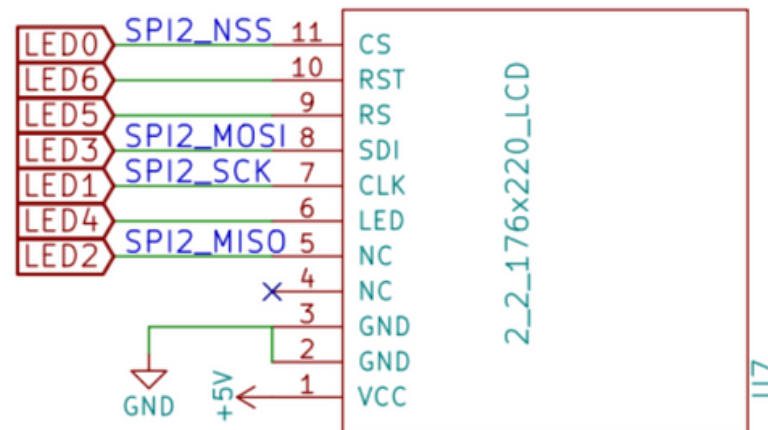 LED0 SPI2_NSS 11 CS
LED6 10 RST
LED5 9 RS
LED3 SPI2_MOSI 8 SDI
LED1 SPI2_SCK 7 CLK
LED4 6 LED
LED2 SPI2_MISO 5 NC
4 NC
3 GND
2 GND
1 VCC
GND
+5V
2_2_176x220_LCD
U7